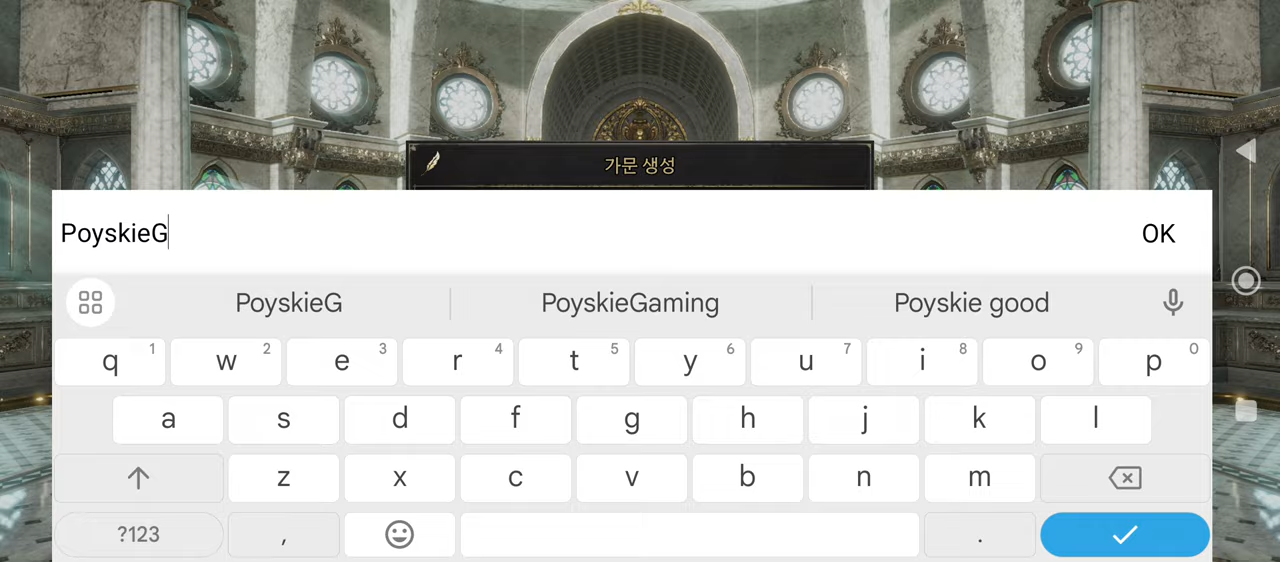 가문 생성
PoyskieG OK
PoyskieG PoyskieGaming Poyskie good
q 1 w 2 e 3 r 4 t 5 y 6 u 7 i 8 o 9 p 0
a s d f g h j k l
z x c v b n m
?123 , .